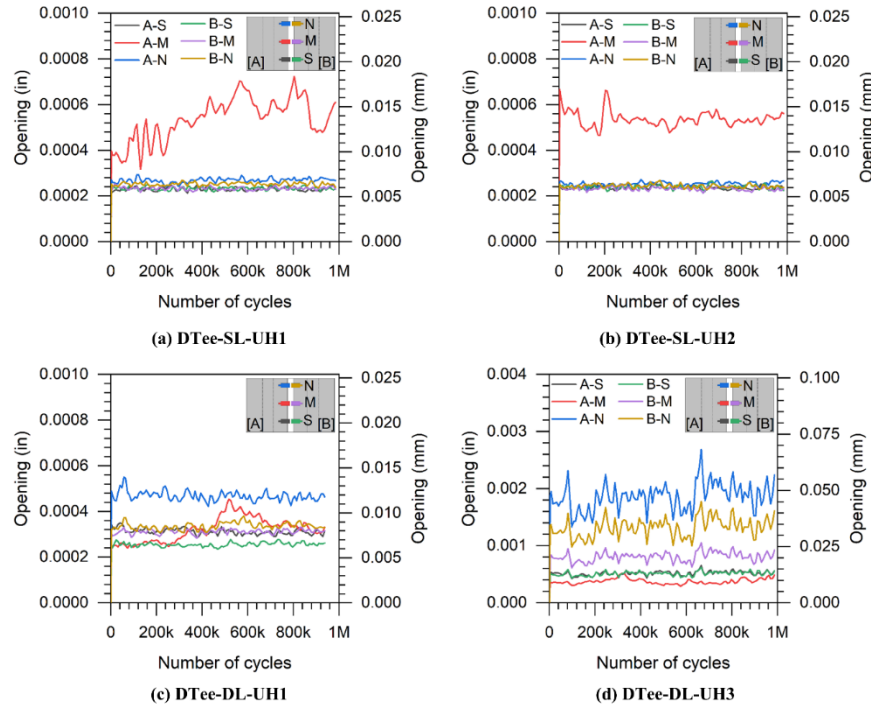 0.0010
0.0008
0.0006
0.0004
0.0002
0.0000
Opening (in)
A-S
A-M
A-N
B-S
B-M
B-N
N
M
S
[A]
[B]
0.025
0.020
0.015
0.010
0.005
0.000
Opening (mm)
0 200k 400k 600k 800k 1M
Number of cycles
(a) DTee-SL-UH1
0.0010
0.0008
0.0006
0.0004
0.0002
0.0000
Opening (in)
A-S
A-M
A-N
B-S
B-M
B-N
N
M
S
[A]
[B]
0.025
0.020
0.015
0.010
0.005
0.000
Opening (mm)
0 200k 400k 600k 800k 1M
Number of cycles
(b) DTee-SL-UH2
0.0010
0.0008
0.0006
0.0004
0.0002
0.0000
Opening (in)
N
M
S
[A]
[B]
0.025
0.020
0.015
0.010
0.005
0.000
Opening (mm)
0 200k 400k 600k 800k 1M
Number of cycles
(c) DTee-DL-UH1
0.004
0.003
0.002
0.001
0.000
Opening (in)
A-S
A-M
A-N
B-S
B-M
B-N
N
M
S
[A]
[B]
0.100
0.075
0.050
0.025
0.000
Opening (mm)
0 200k 400k 600k 800k 1M
Number of cycles
(d) DTee-DL-UH3